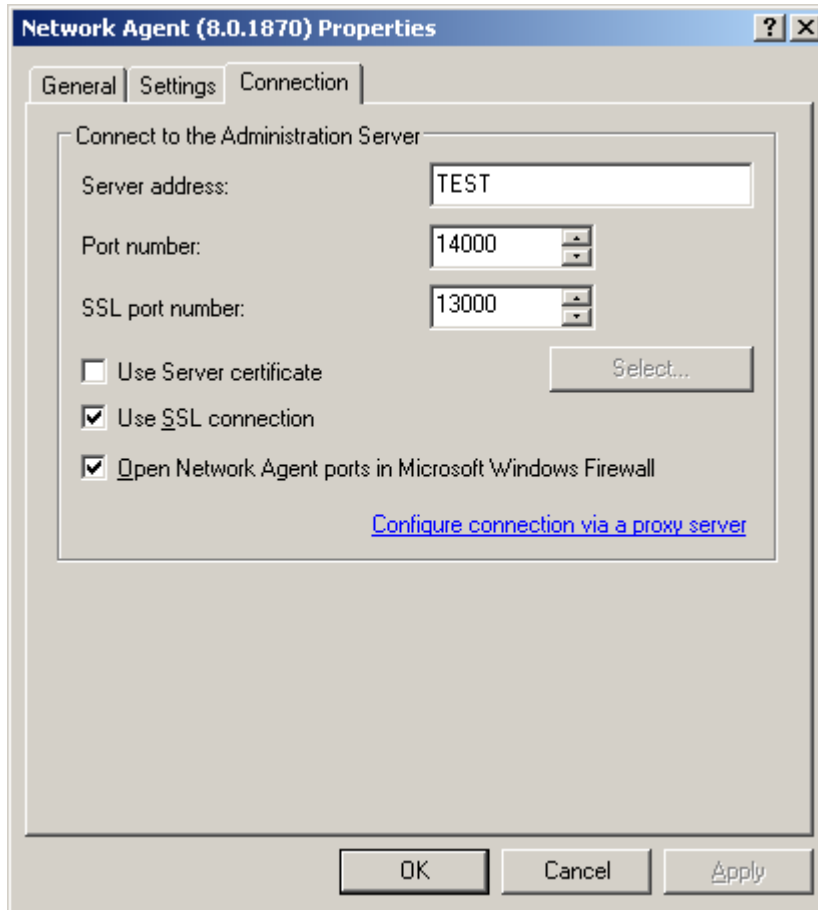 Network Agent (8.0.1870) Properties
General Settings Connection
Connect to the Administration Server
Server address: TEST
Port number: 14000
SSL port number: 13000
Use Server certificate Select...
Use SSL connection
Open Network Agent ports in Microsoft Windows Firewall
Configure connection via a proxy server
OK Cancel Apply